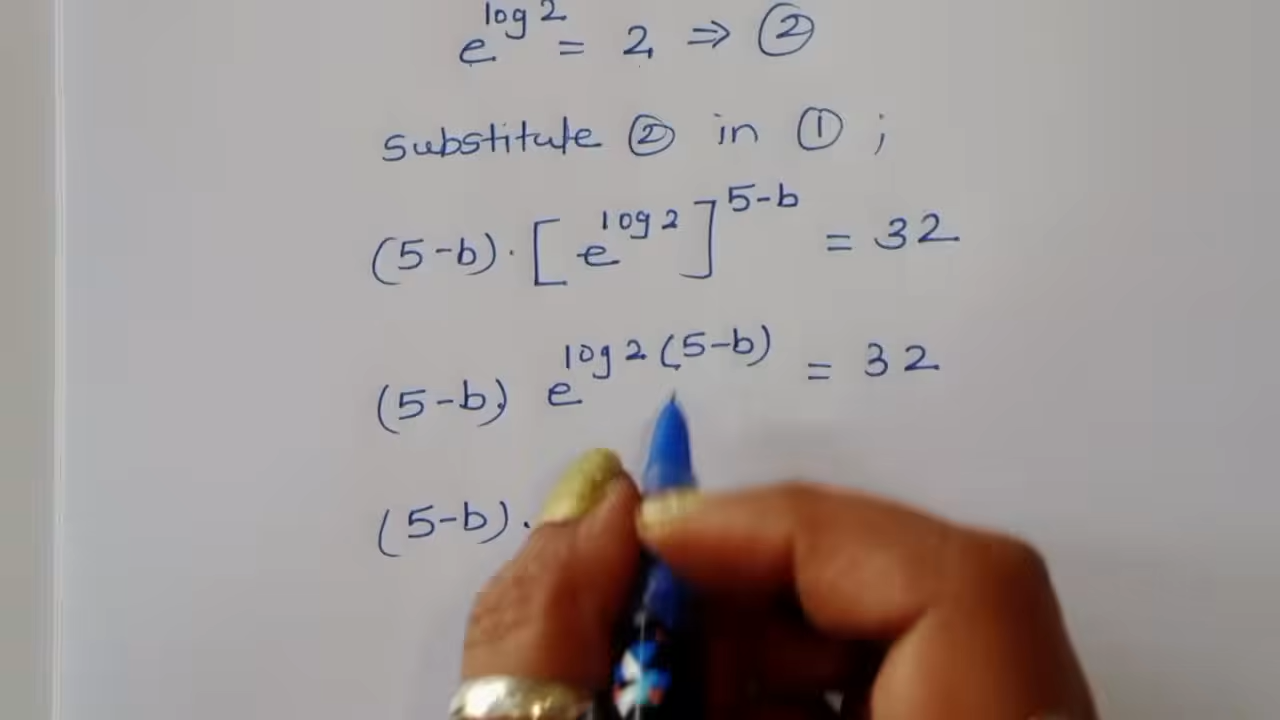 e^log 2 = 2 ⇒ ②
substitute ② in ① ;
(5-b) · [e^log 2]^5-b = 32
(5-b) e^log 2 (5-b) = 32
(5-b) ·